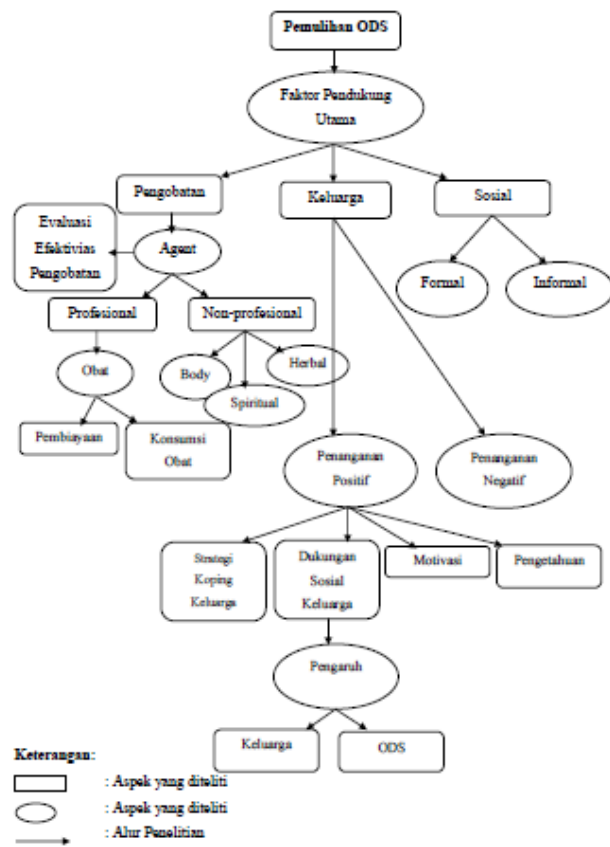 Pemulihan ODS
Faktor Pendukung
Utama
Pengobatan
Keluarga
Sosial
Evaluasi
Efektivias
Pengobatan
Agent
Formal
Informal
Profesional
Non-profesional
Obat
Body
Spiritual
Herbal
Pembiayaan
Konsumsi
Obat
Penanganan
Positif
Penanganan
Negatif
Strategi
Koping
Keluarga
Dukungan
Sosial
Keluarga
Motivasi
Pengetahuan
Pengaruh
Keluarga
ODS
Keterangan:
: Aspek yang diteliti
: Aspek yang diteliti
: Alur Penelitian